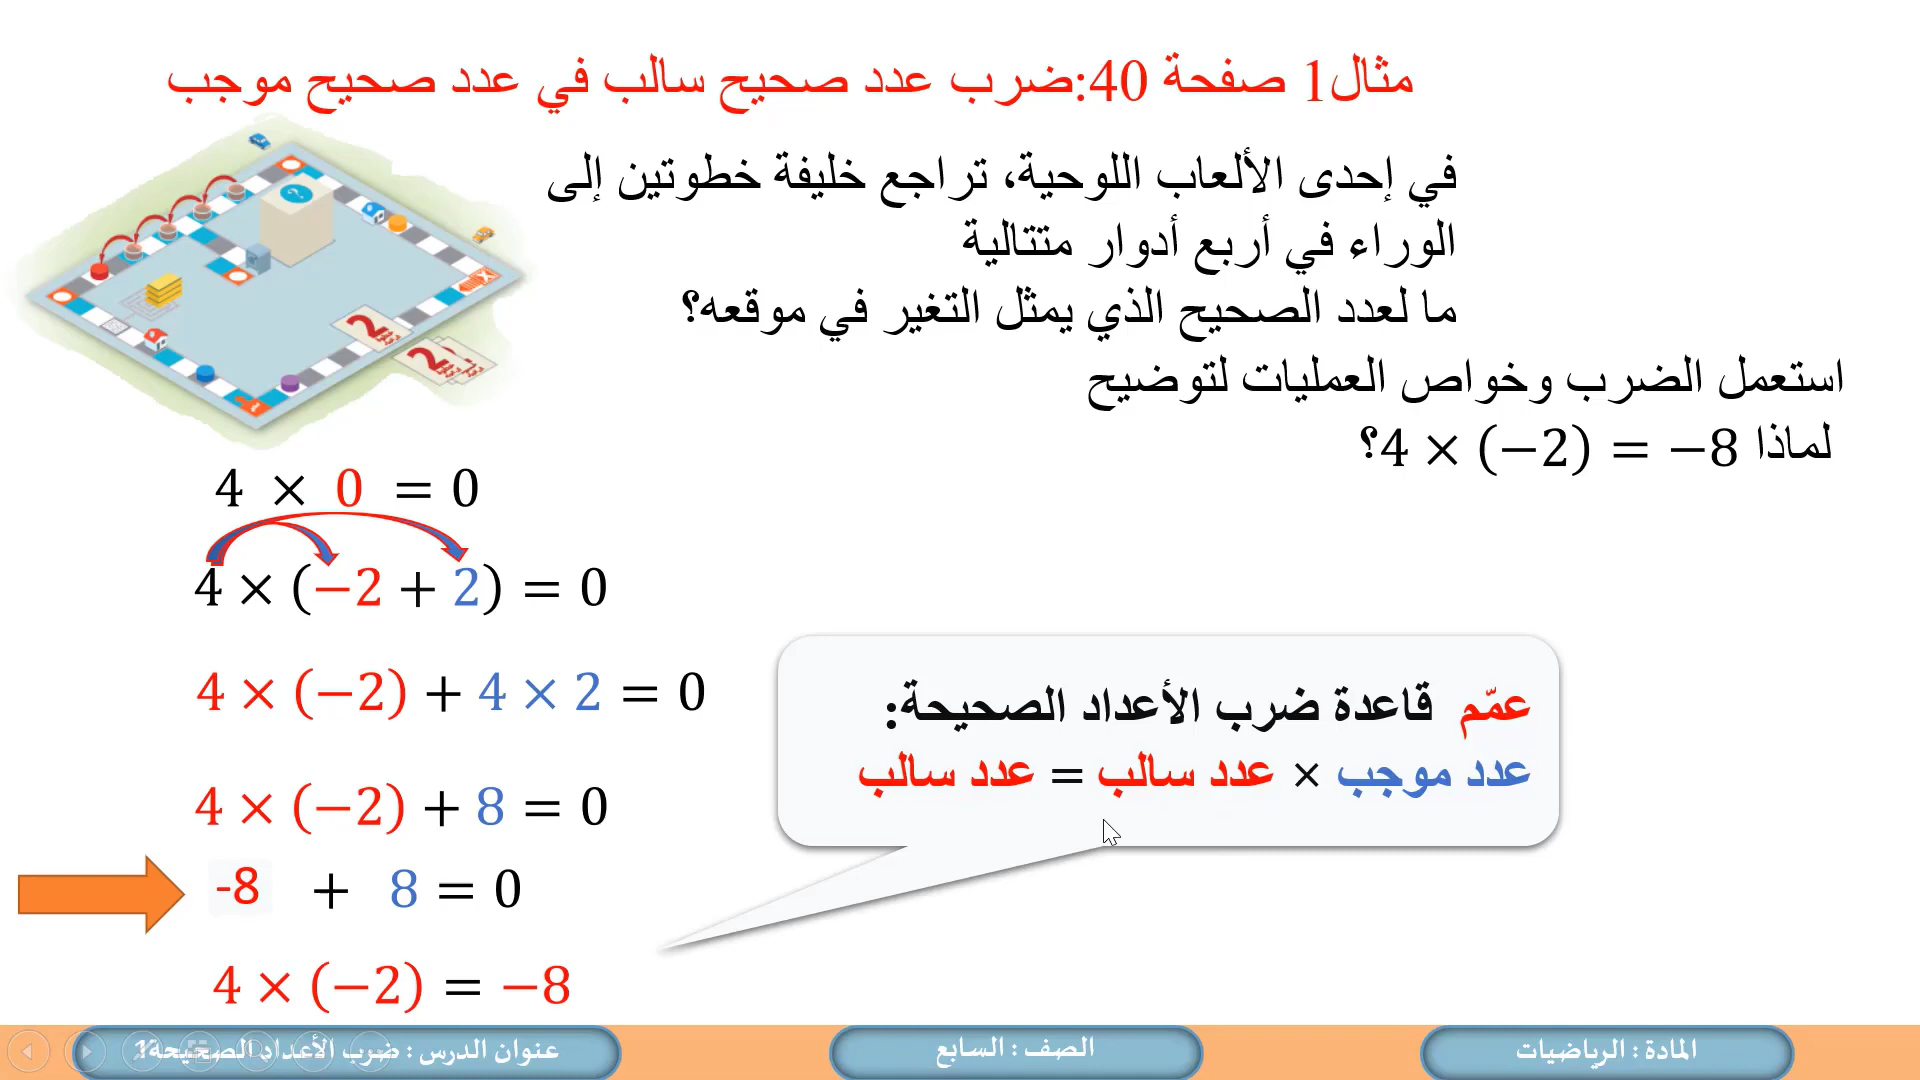 مثال1 صفحة 40:ضرب عدد صحيح سالب في عدد صحيح موجب
في إحدى الألعاب اللوحية، تراجع خليفة خطوتين إلى
الوراء في أربع أدوار متتالية
ما لعدد الصحيح الذي يمثل التغير في موقعه؟
استعمل الضرب وخواص العمليات لتوضيح
لماذا 4 × (−2) = −8؟
2
2
4 × 0 = 0
4 × (−2 + 2) = 0
4 × (−2) + 4 × 2 = 0
4 × (−2) + 8 = 0
-8 + 8 = 0
4 × (−2) = −8
عمّم قاعدة ضرب الأعداد الصحيحة:
عدد موجب × عدد سالب = عدد سالب
المادة : الرياضيات
الصف : السابع
عنوان الدرس : ضرب الأعداد الصحيحة